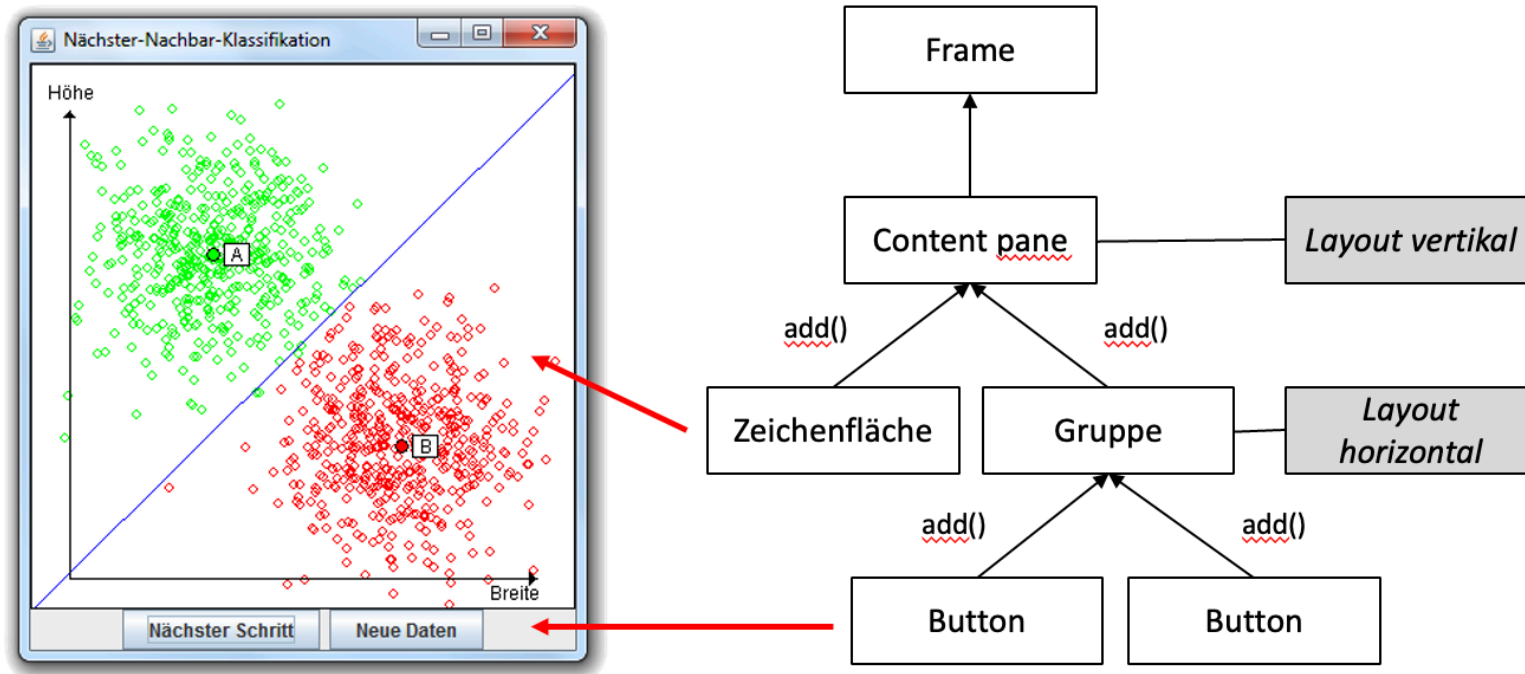 Nächster-Nachbar-Klassifikation
Höhe
A
B
Breite
Nächster Schritt
Neue Daten
Frame
Content pane
Layout vertikal
add()
add()
Zeichenfläche
Gruppe
Layout
horizontal
add()
add()
Button
Button